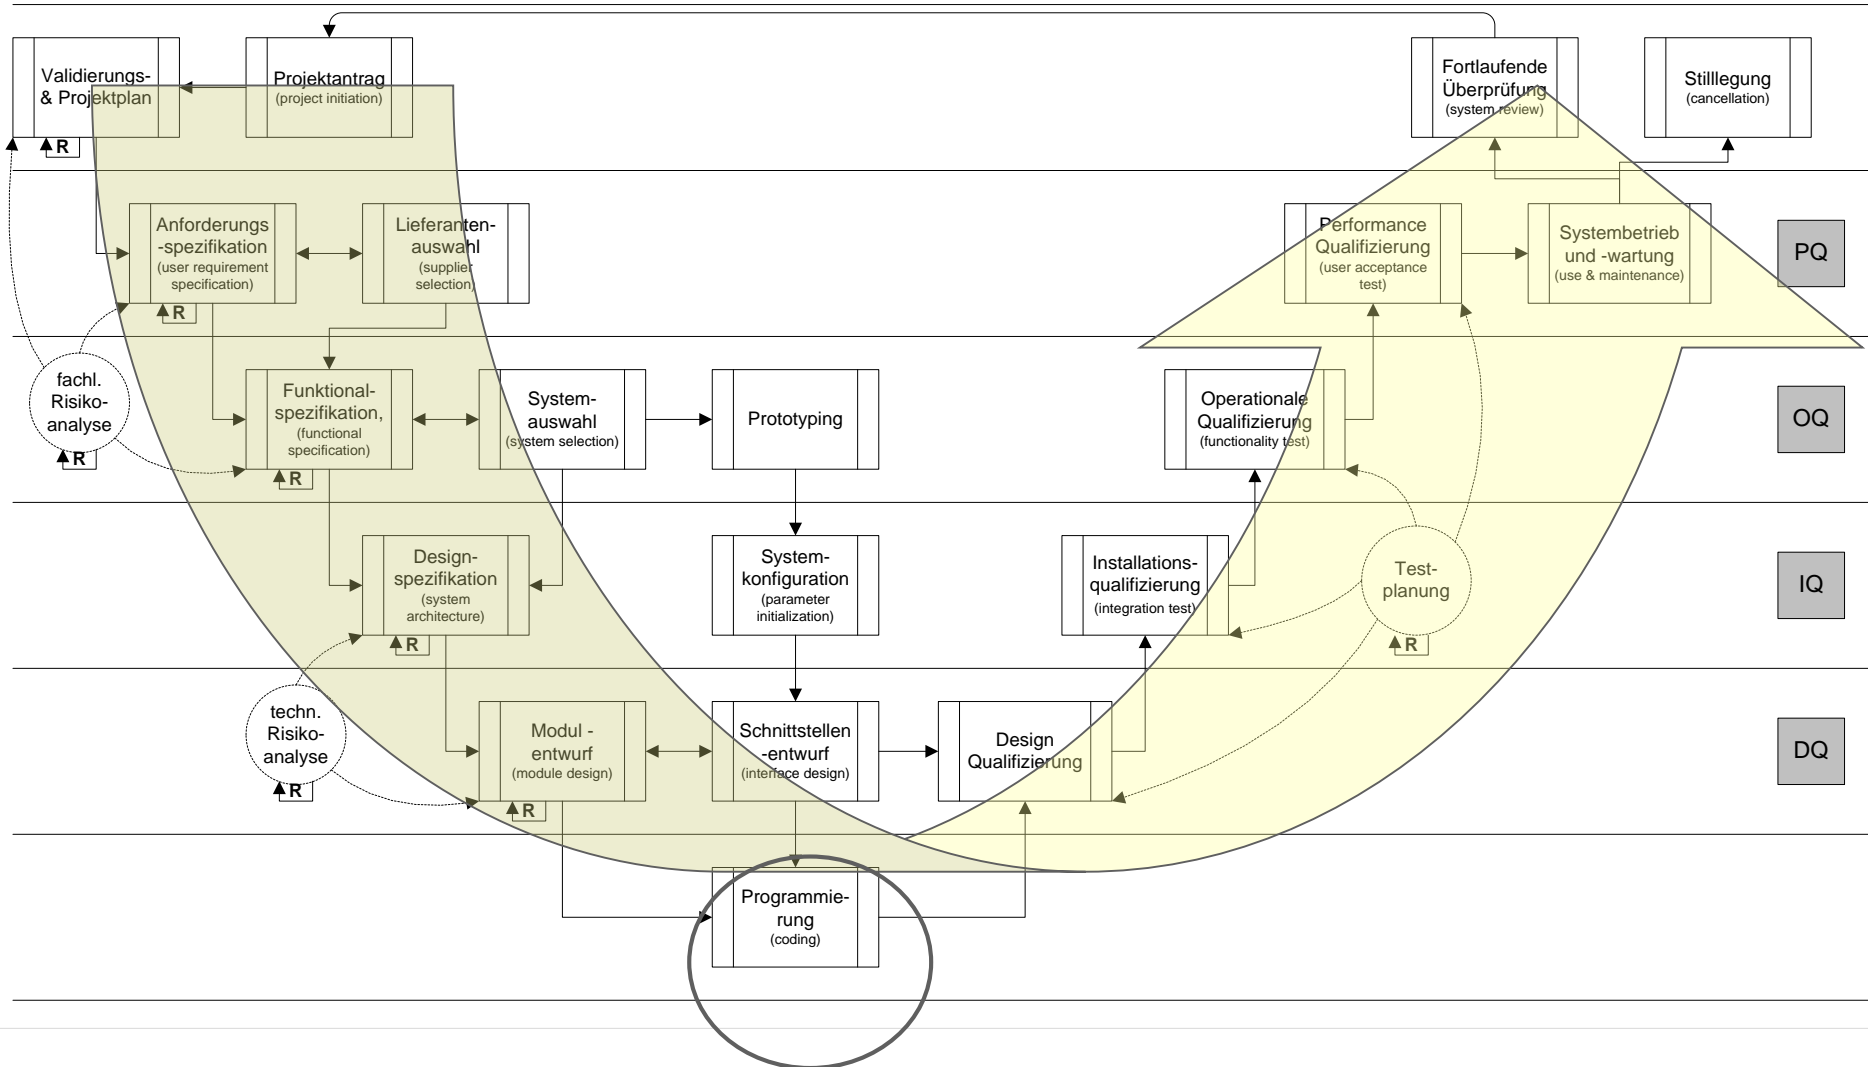 Validierungs-
& Projektplan
R
Projektantrag
(project initiation)
Fortlaufende
Überprüfung
(system review)
Stilllegung
(cancellation)
Anforderungs
-spezifikation
(user requirement
specification)
R
Lieferanten-
auswahl
(supplier
selection)
Performance
Qualifizierung
(user acceptance
test)
Systembetrieb
und -wartung
(use & maintenance)
PQ
fachl.
Risiko-
analyse
R
Funktional-
spezifikation,
(functional
specification)
R
System-
auswahl
(system selection)
Prototyping
Operationale
Qualifizierung
(functionality test)
OQ
Design-
spezifikation
(system
architecture)
R
System-
konfiguration
(parameter
initialization)
Installations-
qualifizierung
(integration test)
Test-
planung
R
IQ
techn.
Risiko-
analyse
R
Modul -
entwurf
(module design)
R
Schnittstellen
-entwurf
(interface design)
Design
Qualifizierung
DQ
Programmie-
rung
(coding)